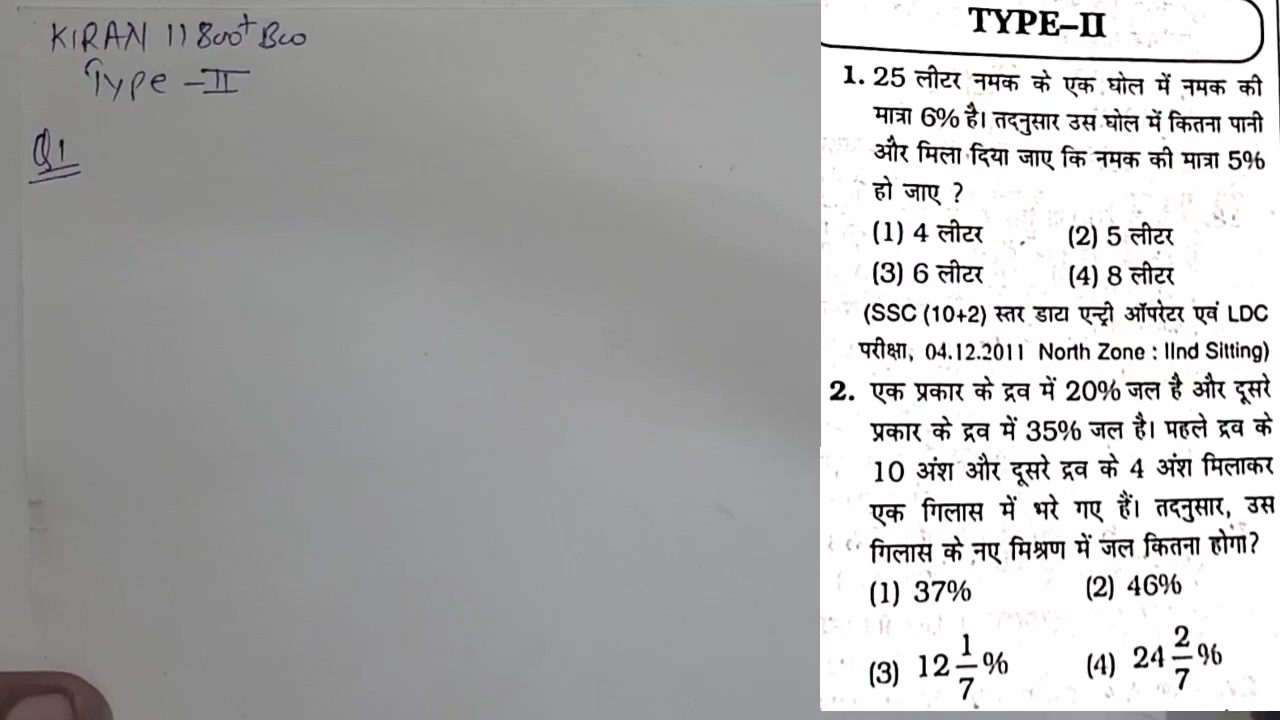 KIRAN 11800+ Boo
Type -II
Q1
TYPE–II
1. 25 लीटर नमक के एक घोल में नमक की
मात्रा 6% है। तद्नुसार उस घोल में कितना पानी
और मिला दिया जाए कि नमक की मात्रा 5%
हो जाए ?
(1) 4 लीटर (2) 5 लीटर
(3) 6 लीटर (4) 8 लीटर
(SSC (10+2) स्तर डाटा एन्ट्री ऑपरेटर एवं LDC
परीक्षा, 04.12.2011 North Zone : IInd Sitting)
2. एक प्रकार के द्रव में 20% जल है और दूसरे
प्रकार के द्रव में 35% जल है। पहले द्रव के
10 अंश और दूसरे द्रव के 4 अंश मिलाकर
एक गिलास में भरे गए हैं। तदनुसार, उस
गिलास के नए मिश्रण में जल कितना होगा?
(1) 37% (2) 46%
(3) 12 1/7 % (4) 24 2/7 %